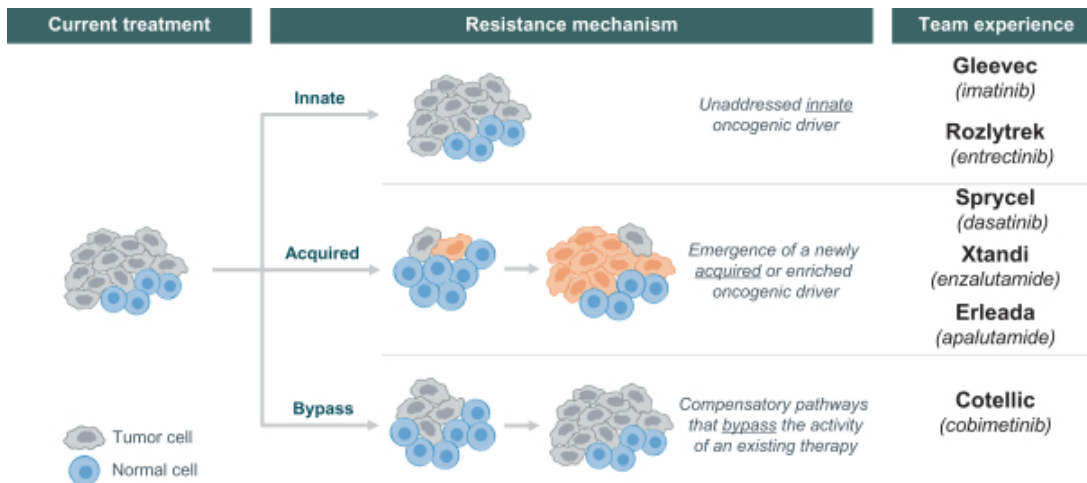 Current treatment
Resistance mechanism
Team experience
Innate
Unaddressed innate
oncogenic driver
Gleevec
(imatinib)
Rozlytrek
(entrectinib)
Acquired
Emergence of a newly
acquired or enriched
oncogenic driver
Sprycel
(dasatinib)
Xtandi
(enzalutamide)
Erleada
(apalutamide)
Bypass
Compensatory pathways
that bypass the activity
of an existing therapy
Cotellic
(cobimetinib)
Tumor cell
Normal cell